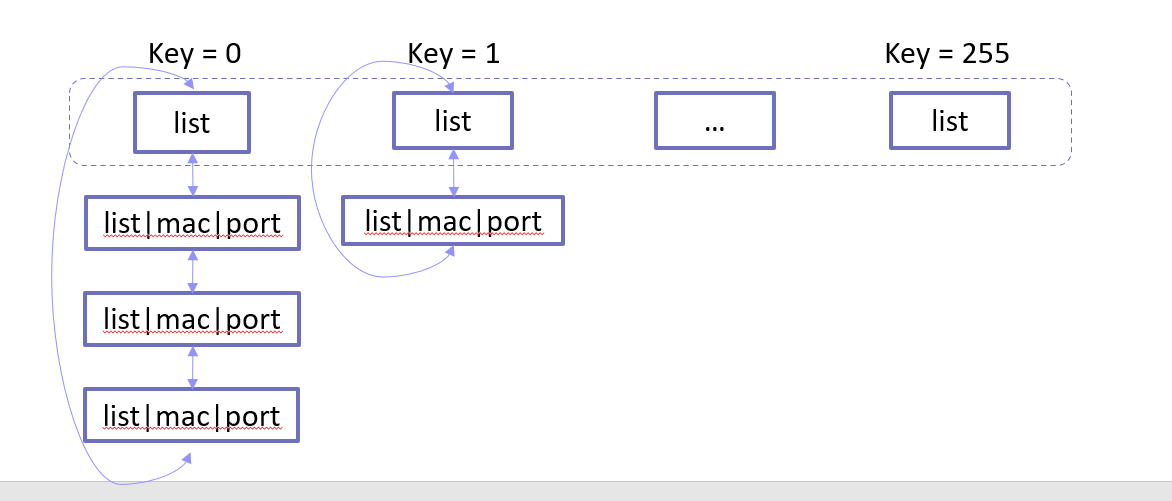 Key = 0
Key = 1
Key = 255
list
list
...
list
list|mac|port
list|mac|port
list|mac|port
list|mac|port